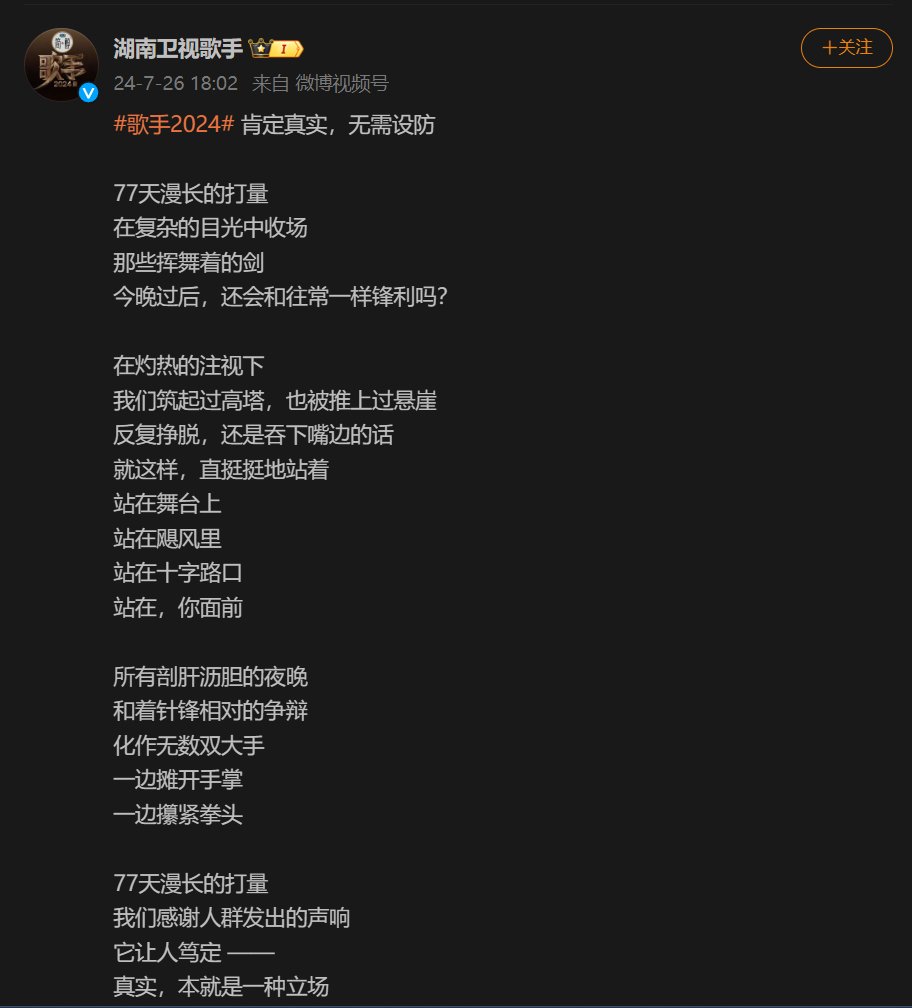 湖南卫视歌手 I
24-7-26 18:02 来自 微博视频号
+关注
歌手
2024
#歌手2024# 肯定真实，无需设防
77天漫长的打量
在复杂的目光中收场
那些挥舞着的剑
今晚过后，还会和往常一样锋利吗？
在灼热的注视下
我们筑起过高塔，也被推上过悬崖
反复挣脱，还是吞下嘴边的话
就这样，直挺挺地站着
站在舞台上
站在飓风里
站在十字路口
站在，你面前
所有剖肝沥胆的夜晚
和着针锋相对的争辩
化作无数双大手
一边摊开手掌
一边攥紧拳头
77天漫长的打量
我们感谢人群发出的声响
它让人笃定 ——
真实，本就是一种立场